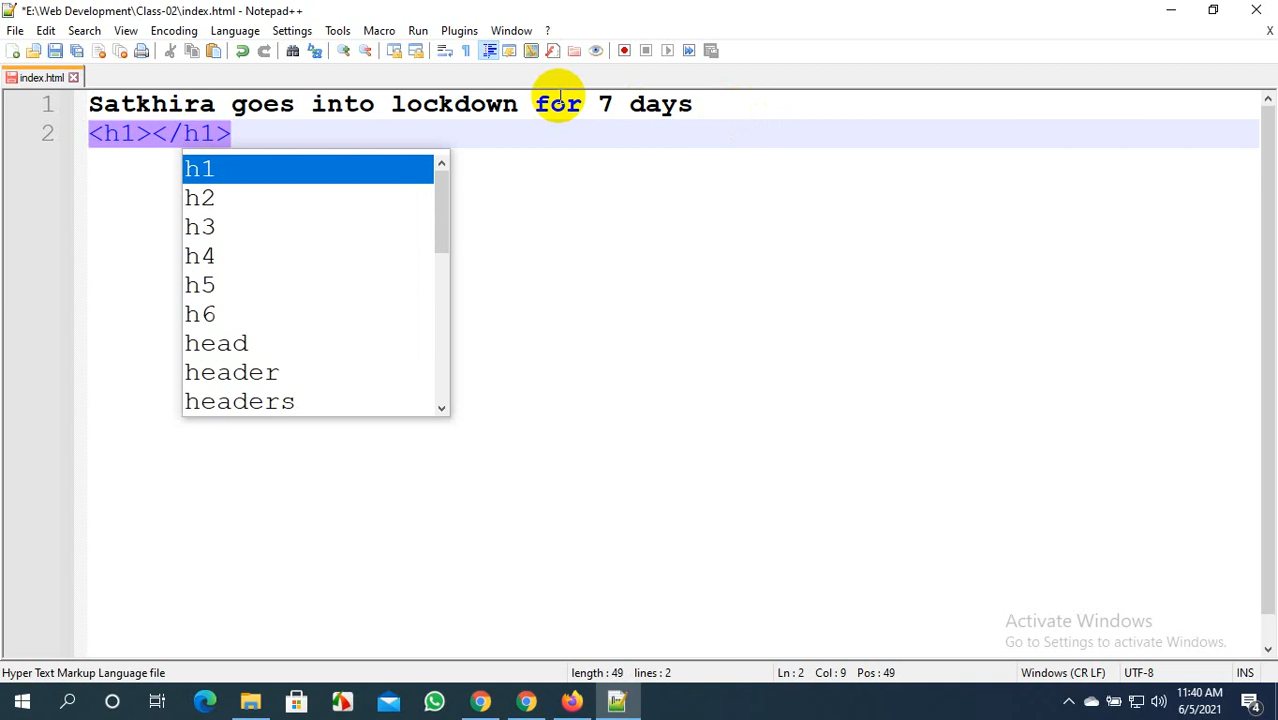 *E:\Web Development\Class-02\index.html - Notepad++
File Edit Search View Encoding Language Settings Tools Macro Run Plugins Window ? X
index.html
1 Satkhira goes into lockdown for 7 days
2 <h1></h1>
h1
h2
h3
h4
h5
h6
head
header
headers
Activate Windows
Go to Settings to activate Windows.
Hyper Text Markup Language file length : 49 lines : 2 Ln : 2 Col : 9 Pos : 49 Windows (CR LF) UTF-8 INS
11:40 AM
6/5/2021
4